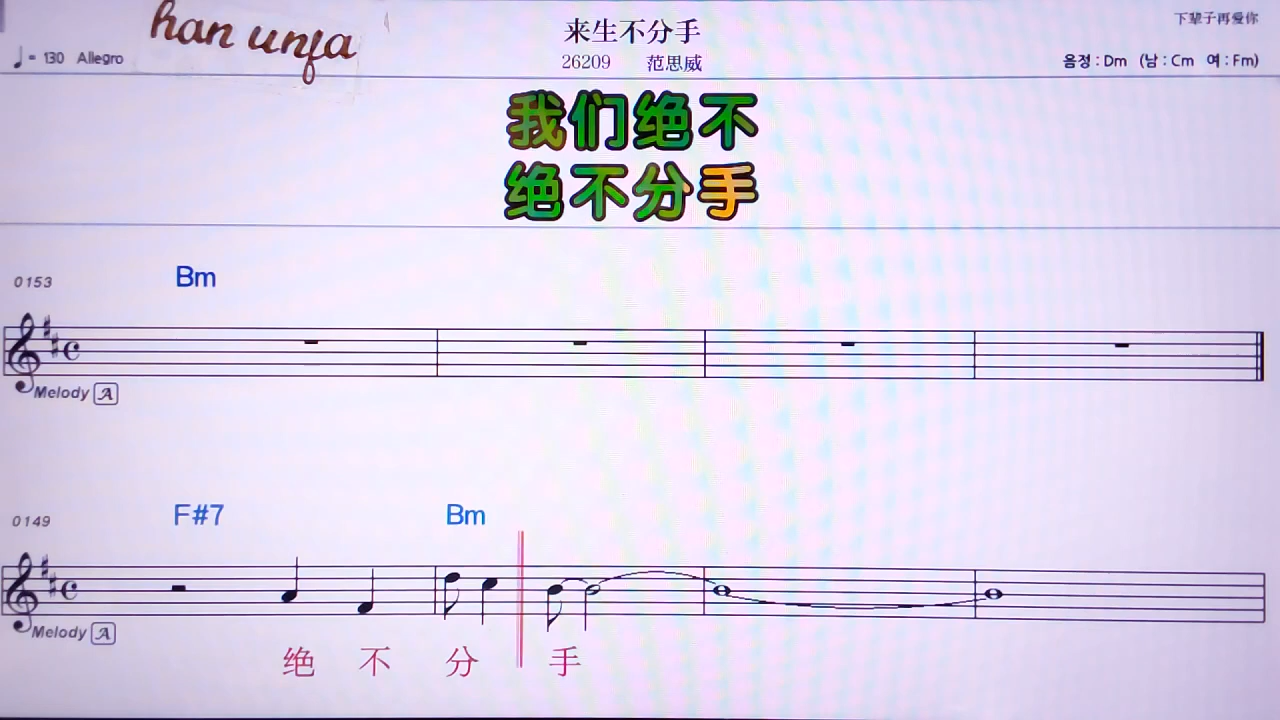 han unfa
来生不分手
下辈子再爱你
♩= 130 Allegro
26209 范思威
음정 : Dm (남 : Cm 여 : Fm)
我们绝不
绝不分手
0153
Bm
Melody A
0149
F#7 Bm
Melody A
绝 不 分 手